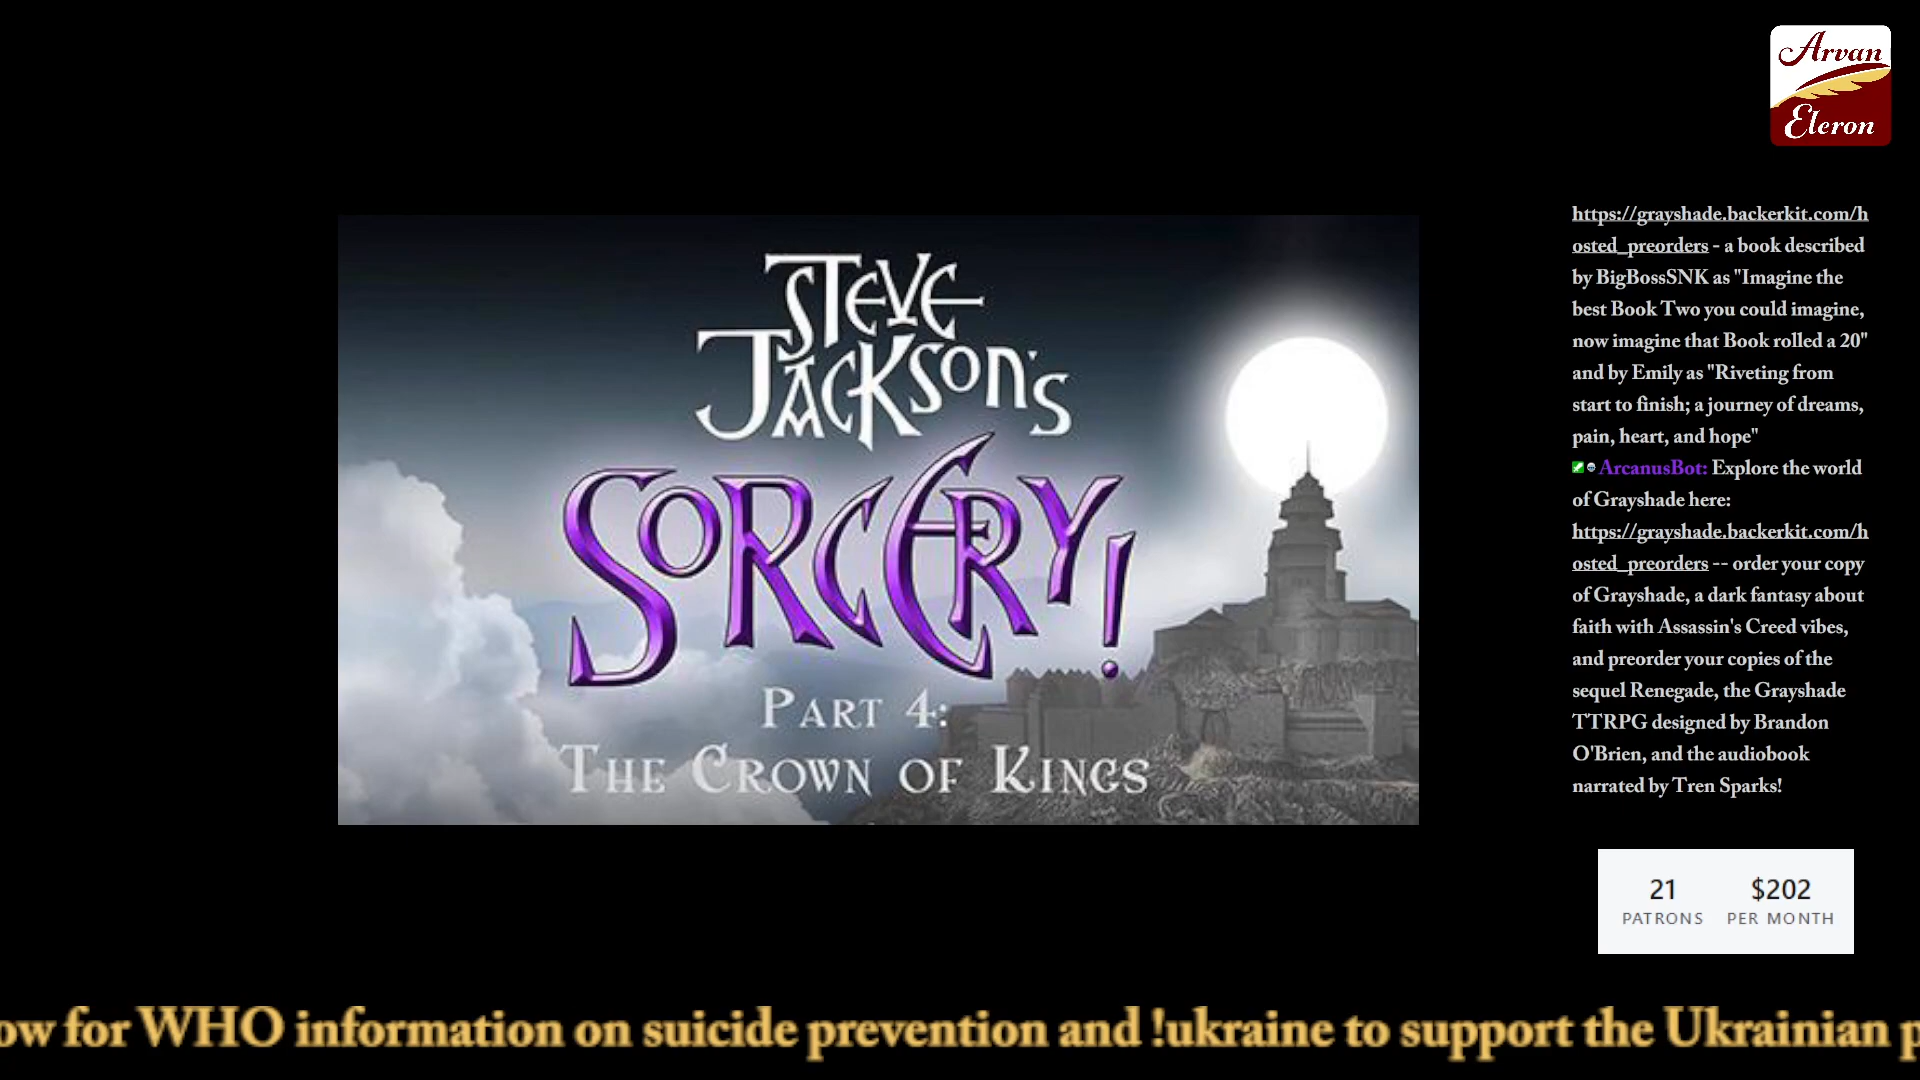 Arvan
Eleron
STEVE
JACKSON'S
SORCERY!
PART 4:
THE CROWN OF KINGS
https://grayshade.backerkit.com/h
osted_preorders - a book described
by BigBossSNK as "Imagine the
best Book Two you could imagine,
now imagine that Book rolled a 20"
and by Emily as "Riveting from
start to finish; a journey of dreams,
pain, heart, and hope"
ArcanusBot: Explore the world
of Grayshade here:
https://grayshade.backerkit.com/h
osted_preorders -- order your copy
of Grayshade, a dark fantasy about
faith with Assassin's Creed vibes,
and preorder your copies of the
sequel Renegade, the Grayshade
TTRPG designed by Brandon
O'Brien, and the audiobook
narrated by Tren Sparks!
21 $202
PATRONS PER MONTH
ow for WHO information on suicide prevention and !ukraine to support the Ukrainian p